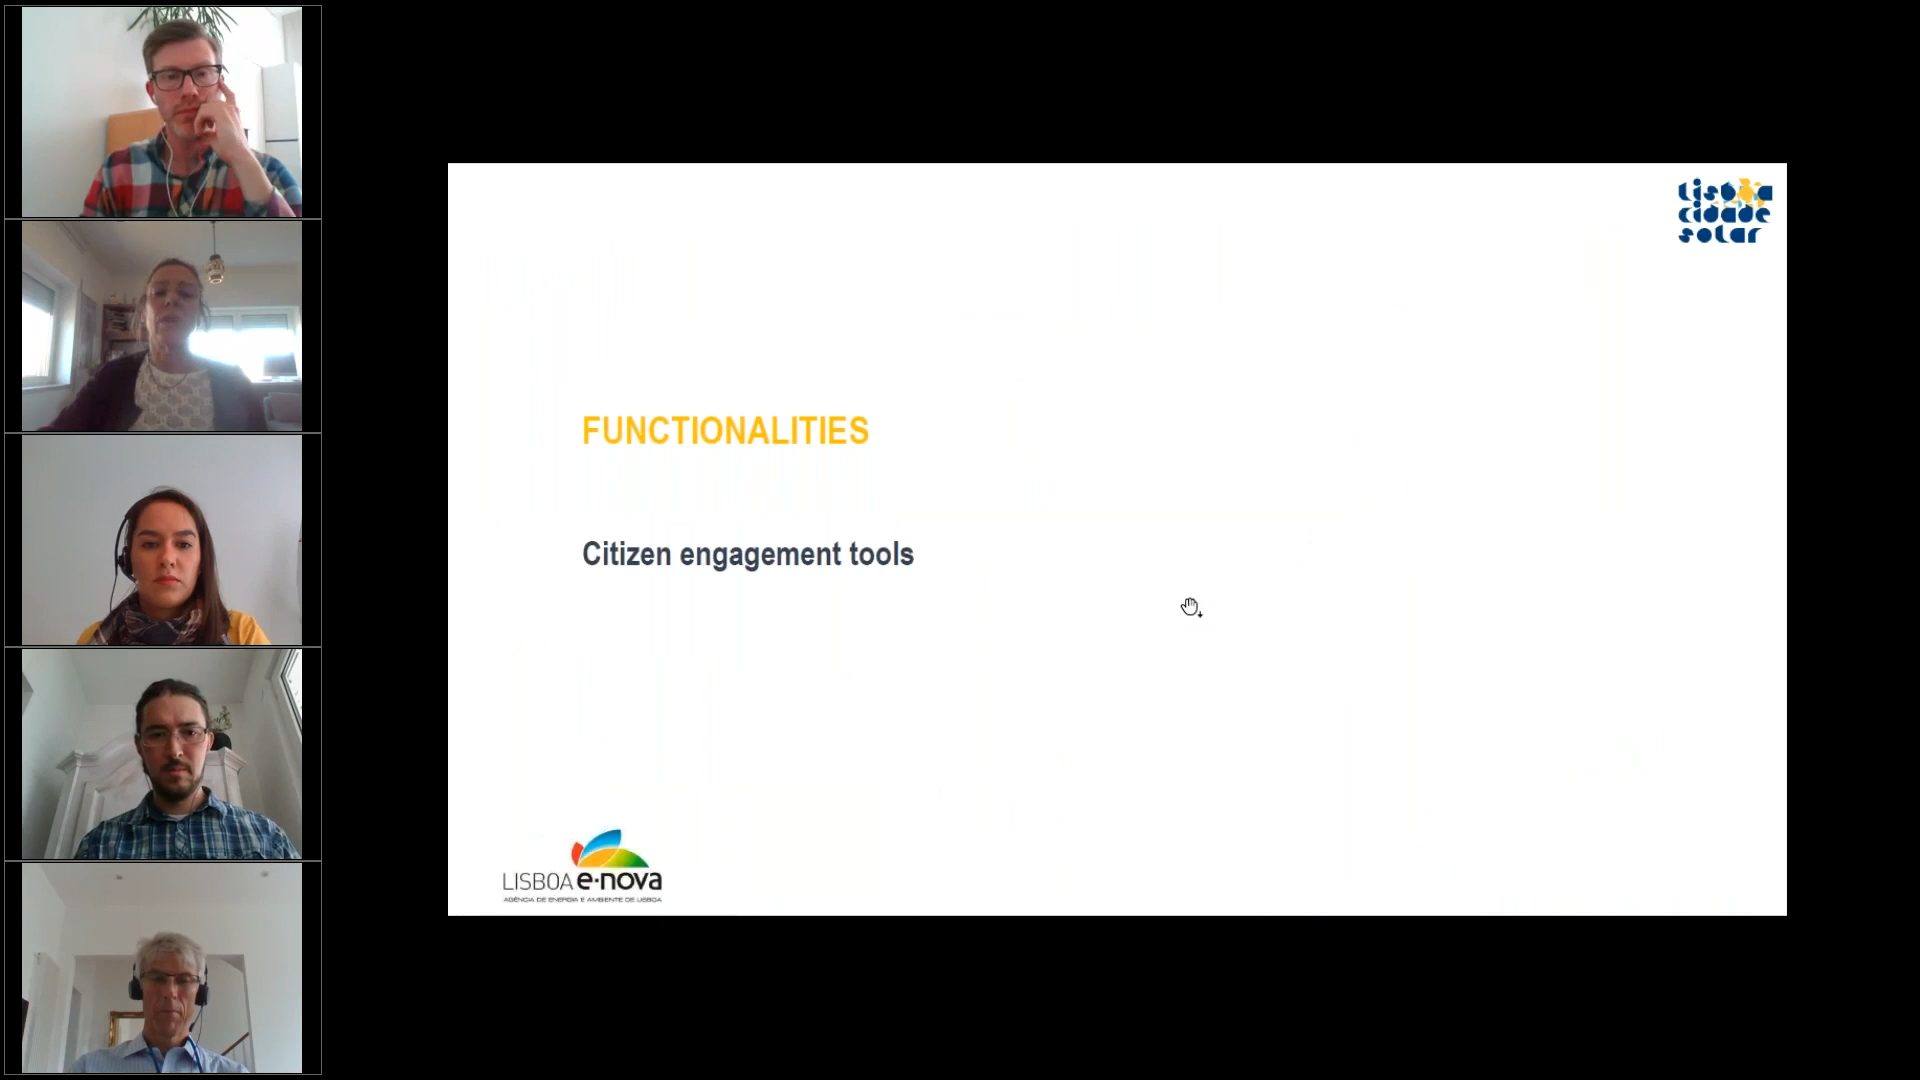 Lisboa
cidade
solar
FUNCTIONALITIES
Citizen engagement tools
LISBOA e·nova
AGÊNCIA DE ENERGIA E AMBIENTE DE LISBOA